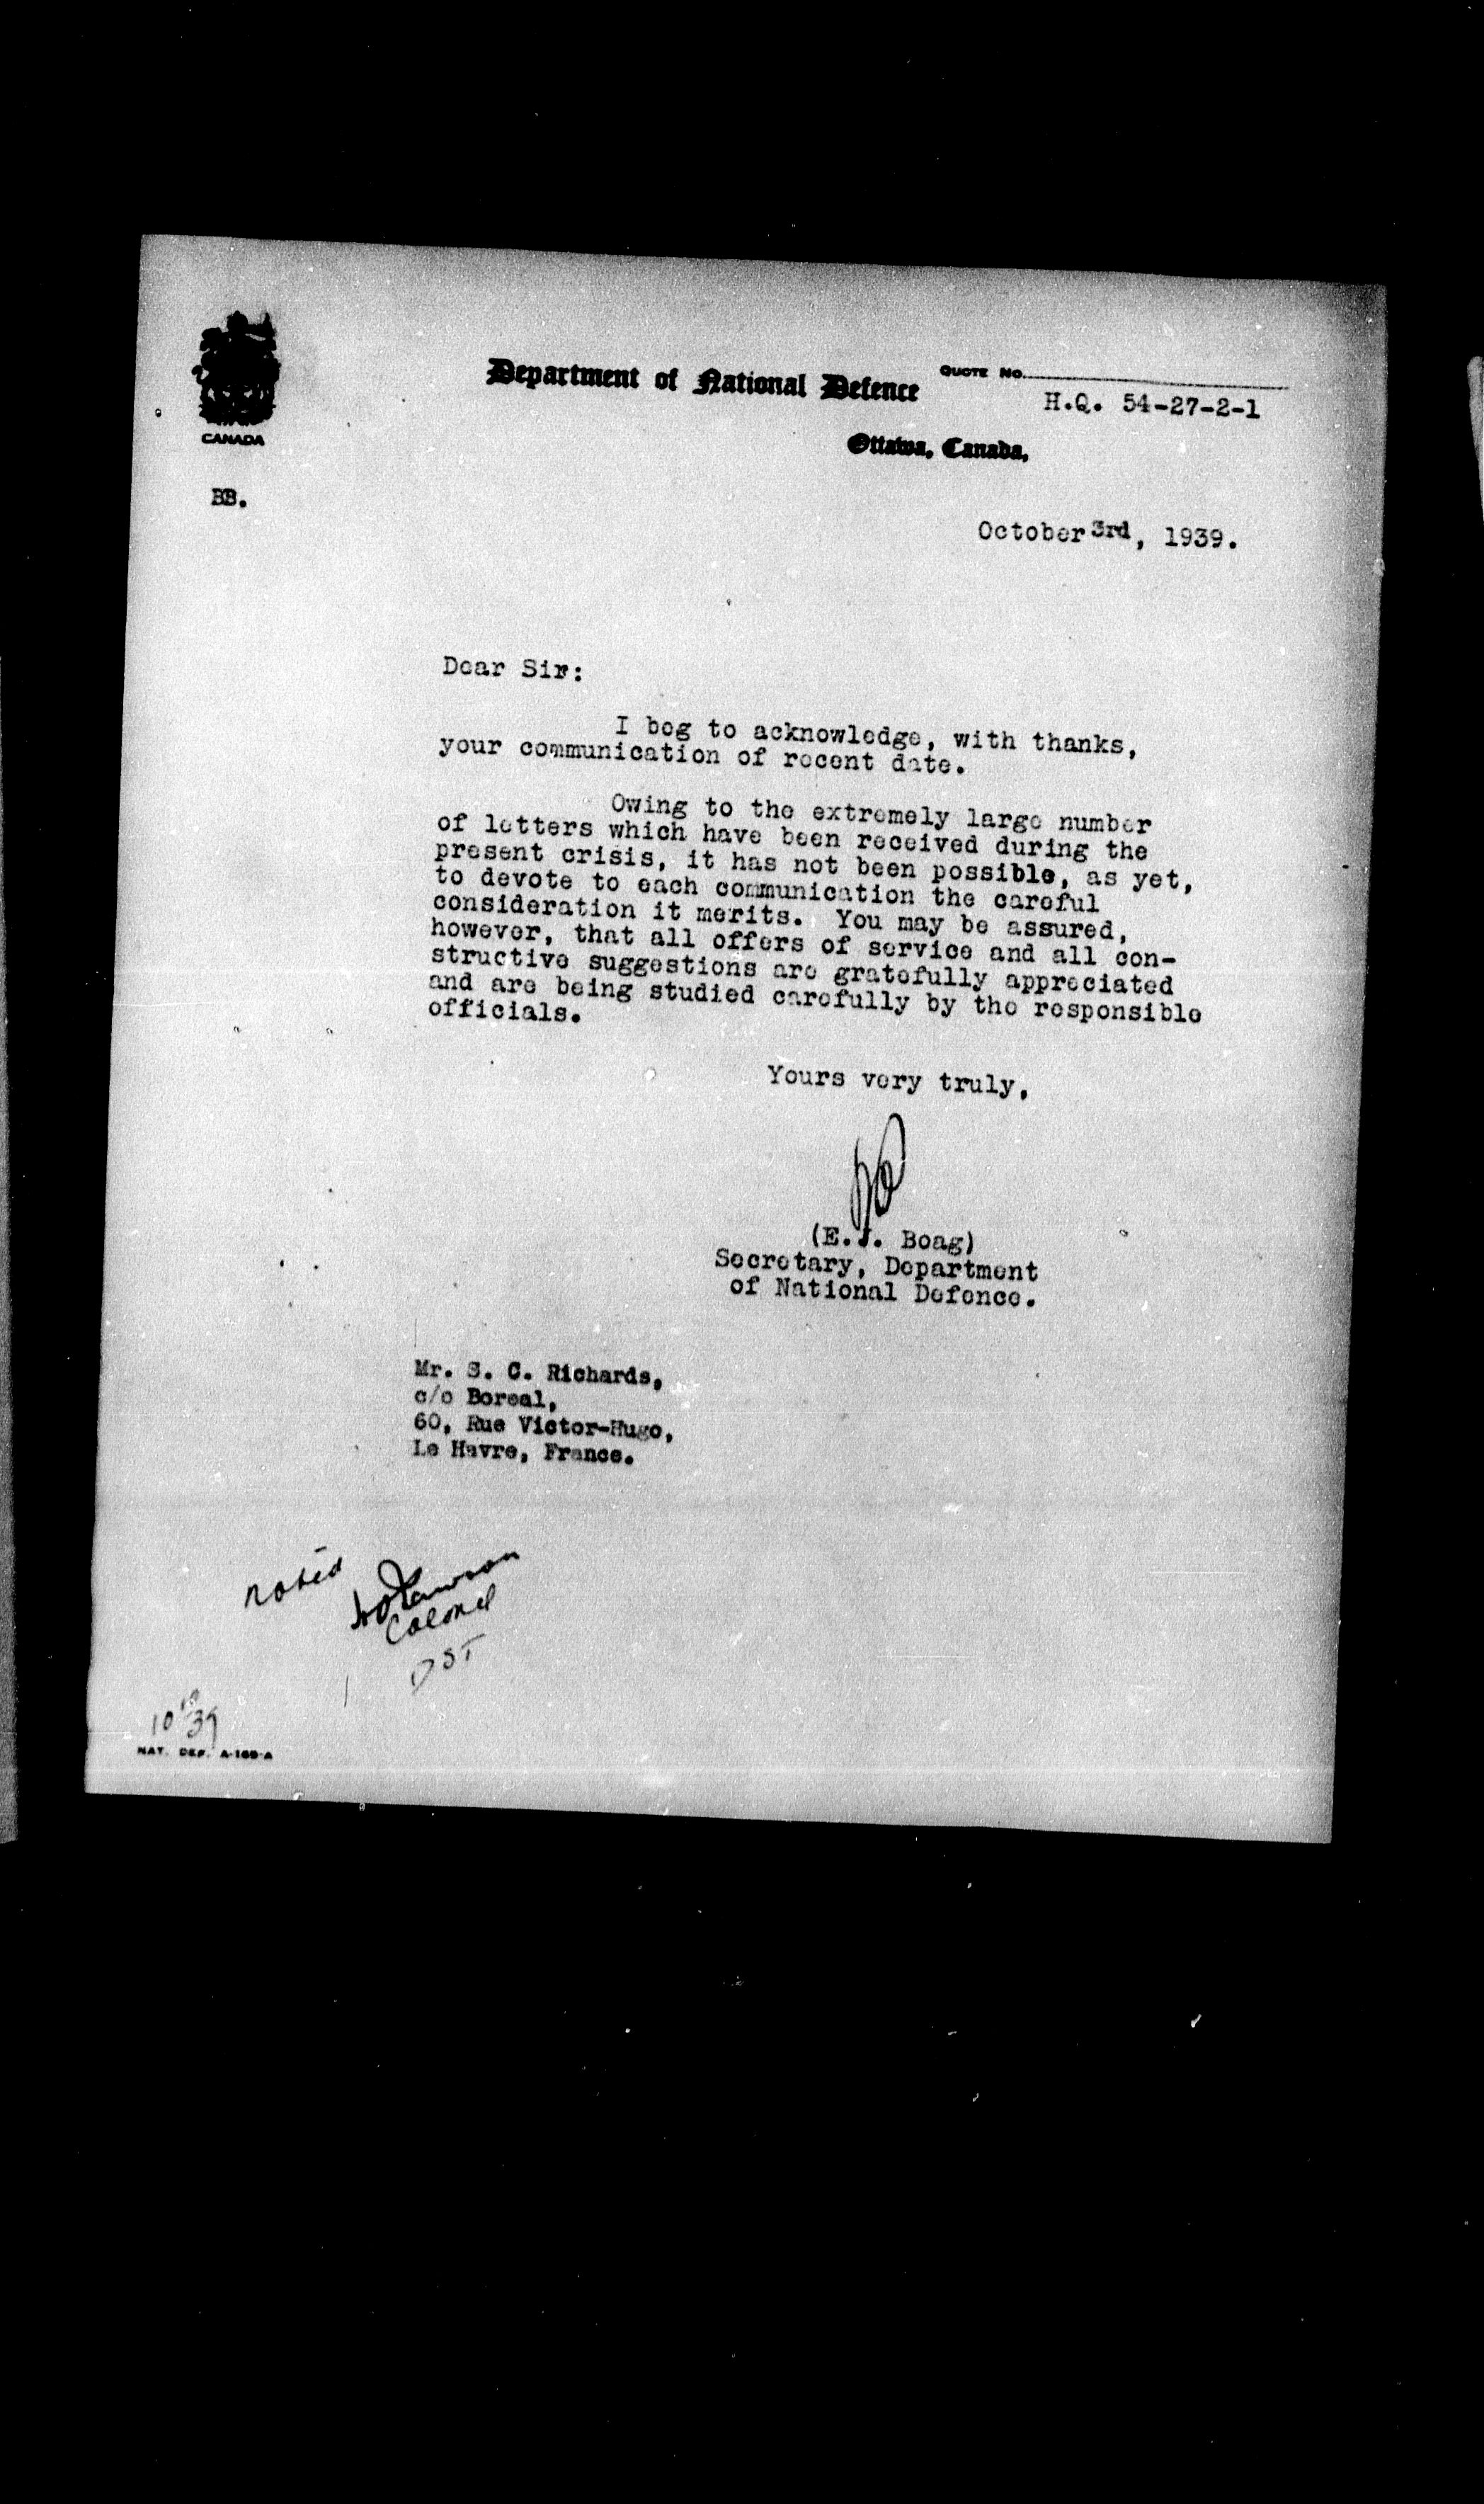 Department of National Defence
QUOTE NO.
H.Q. 54-27-2-1
CANADA
Ottawa, Canada,
BB.
October 3rd, 1939.
Dear Sir:
I beg to acknowledge, with thanks,
your communication of recent date.
Owing to the extremely large number
of letters which have been received during the
present crisis, it has not been possible, as yet,
to devote to each communication the careful
consideration it merits. You may be assured,
however, that all offers of service and all con-
structive suggestions are gratefully appreciated
and are being studied carefully by the responsible
officials.
Yours very truly,
(E.J. Boag)
Secretary, Department
of National Defence.
Mr. S. C. Richards,
c/o Boreal,
60, Rue Victor-Hugo,
Le Havre, France.
noted
Lawson
Colonel
DST
NAT. DEF. A-169-A